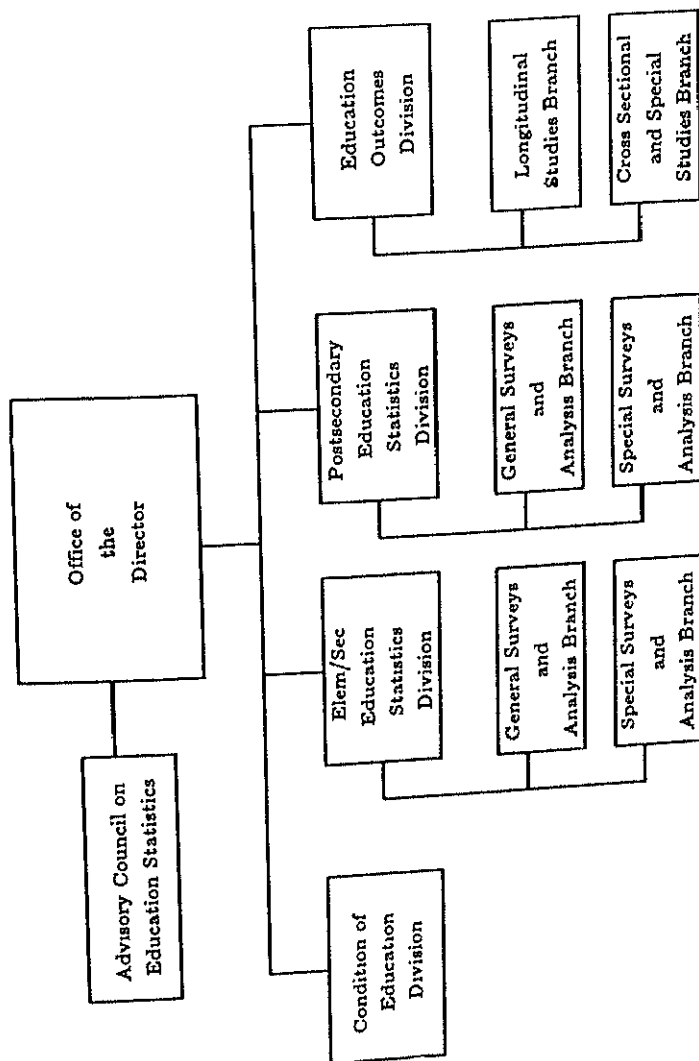 Office of
the
Director
Advisory Council on
Education Statistics
Condition of
Education
Division
Elem/Sec
Education
Statistics
Division
General Surveys
and
Analysis Branch
Special Surveys
and
Analysis Branch
Postsecondary
Education
Statistics
Division
General Surveys
and
Analysis Branch
Special Surveys
and
Analysis Branch
Education
Outcomes
Division
Longitudinal
Studies Branch
Cross Sectional
and Special
Studies Branch